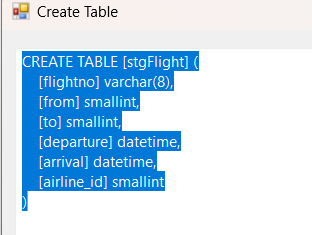 Create Table
CREATE TABLE [stgFlight] (
[flightno] varchar(8),
[from] smallint,
[to] smallint,
[departure] datetime,
[arrival] datetime,
[airline_id] smallint
)